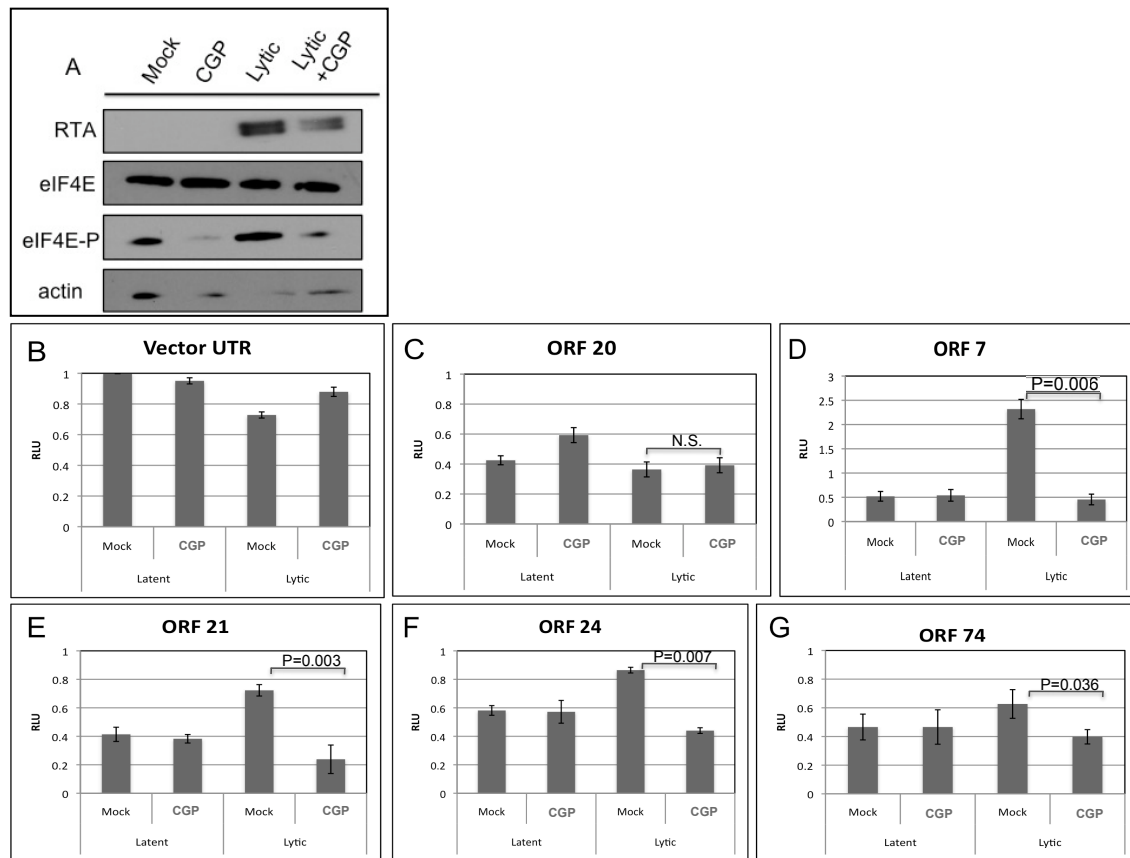 A
Mock
CGP
Lytic
Lytic
+CGP
RTA
eIF4E
eIF4E-P
actin
B
Vector UTR
1
0.8
0.6
0.4
0.2
0
RLU
Mock
CGP
Mock
CGP
Latent
Lytic
C
ORF 20
1
0.8
0.6
0.4
0.2
0
RLU
N.S.
Mock
CGP
Mock
CGP
Latent
Lytic
D
ORF 7
3
2.5
2
1.5
1
0.5
0
RLU
P=0.006
Mock
CGP
Mock
CGP
Latent
Lytic
E
ORF 21
1
0.8
0.6
0.4
0.2
0
RLU
P=0.003
Mock
CGP
Mock
CGP
Latent
Lytic
F
ORF 24
1
0.8
0.6
0.4
0.2
0
RLU
P=0.007
Mock
CGP
Mock
CGP
Latent
Lytic
G
ORF 74
1
0.8
0.6
0.4
0.2
0
RLU
P=0.036
Mock
CGP
Mock
CGP
Latent
Lytic